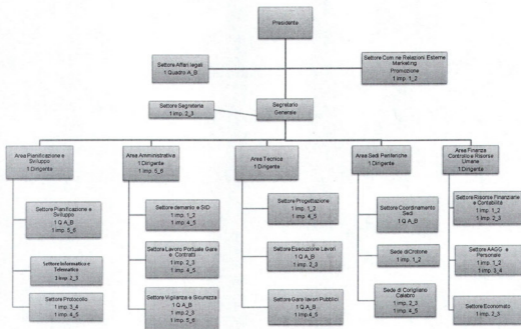 Presidente
Settore Affari legali
1 Quadro A_B
Settore Com ne Relazioni Esterne
Marketing
Promozione
1 imp. 1_2
Settore Segreteria
1 imp. 2_3
Segretario
Generale
Area Pianificazione e
Sviluppo
1 Dirigente
Area Amministrativa
1 Dirigente
1 imp. 5_6
Area Tecnica
1 Dirigente
Area Sedi Periferiche
1 Dirigente
Area Finanza
Controllo e Risorse
Umane
1 Dirigente
Settore Pianificazione e
Sviluppo
1 Q A_B
1 imp. 5_6
Settore Informatico e
Telematico
1 imp. 2_3
Settore Protocollo
1 imp. 3_4
1 imp. 4_5
Settore demanio e SID
1 imp. 1_2
1 imp. 4_5
Settore Lavoro Portuale Gare
e Contratti
1 imp. 2_3
1 imp. 4_5
Settore Vigilanza e Sicurezza
1 Q A_B
1 imp. 2_3
1 imp. 5_6
Settore Progettazione
1 imp. 1_2
1 imp. 4_5
Settore Esecuzione Lavori
1 Q A_B
1 imp. 2_3
Settore Gare lavori Pubblici
1 Q A_B
1 imp. 4_5
Settore Coordinamento
Sedi
1 Q A_B
Sede di Crotone
1 imp. 1_2
Sede di Corigliano
Calabro
1 imp. 2_3
1 imp. 4_5
Settore Risorse Finanziarie
e Contabilità
1 imp. 1_2
1 imp. 2_3
Settore AAGG e
Personale
1 imp. 1_2
1 imp. 3_4
Settore Economato
1 imp. 2_3